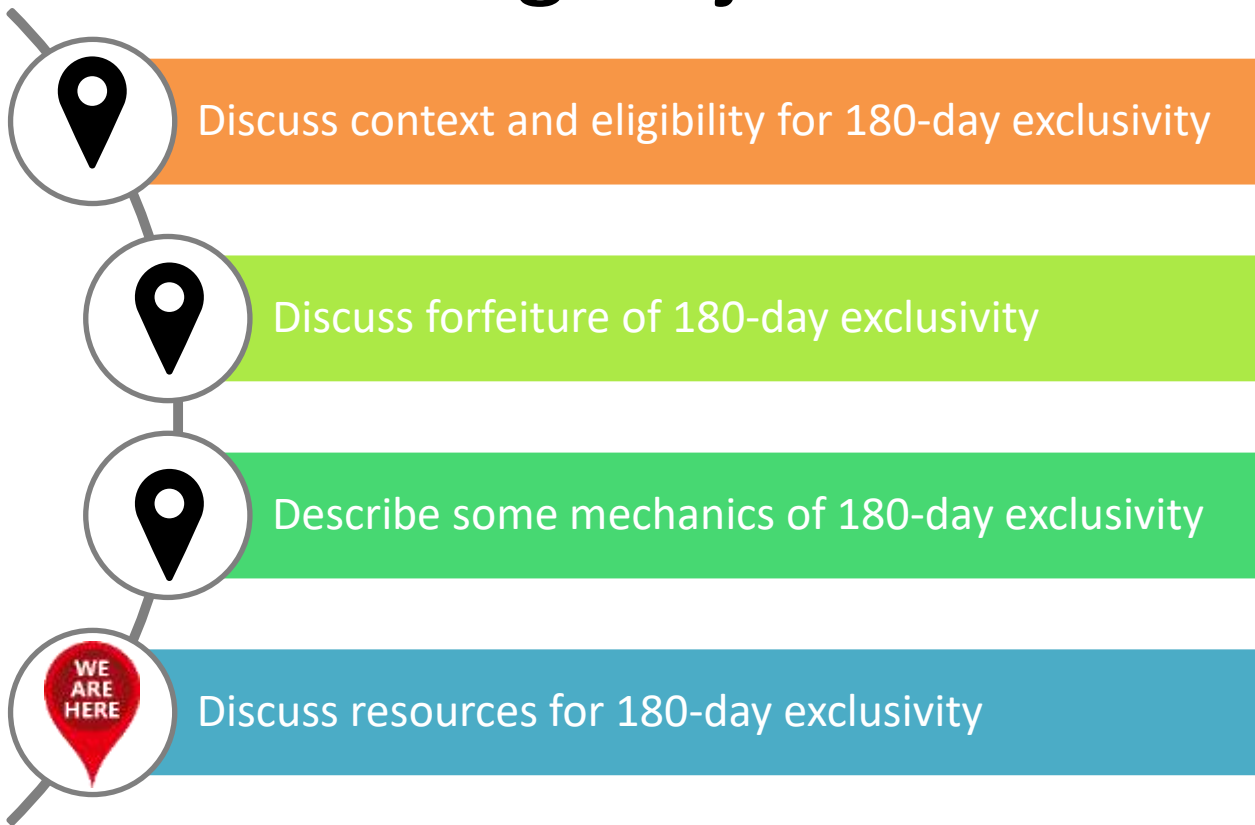 Discuss context and eligibility for 180-day exclusivity
Discuss forfeiture of 180-day exclusivity
Describe some mechanics of 180-day exclusivity
WE
ARE
HERE
Discuss resources for 180-day exclusivity